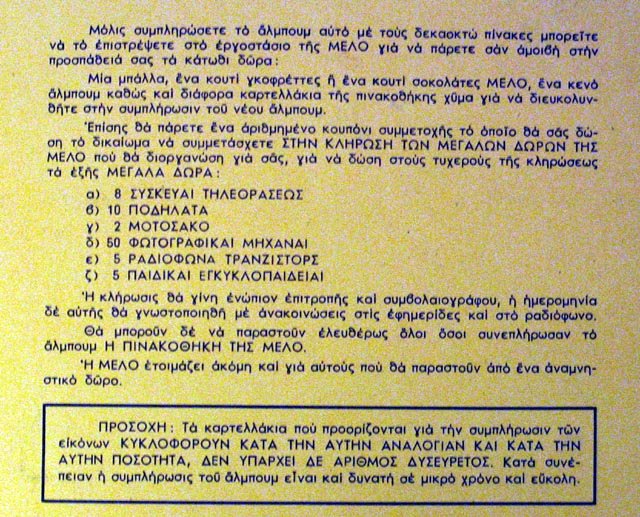 Μόλις συμπληρώσετε τὸ ἄλμπουμ αὐτὸ μὲ τοὺς δεκαοκτὼ πίνακες μπορεῖτε
νὰ τὸ ἐπιστρέψετε στὸ ἐργοστάσιο τῆς ΜΕΛΟ γιὰ νὰ πάρετε σὰν ἀμοιβὴ στὴν
προσπάθειά σας τὰ κάτωθι δῶρα:
Μία μπάλλα, ἕνα κουτὶ γκοφρέττες ἢ ἕνα κουτὶ σοκολάτες ΜΕΛΟ, ἕνα κενὸ
ἄλμπουμ καθὼς καὶ διάφορα καρτελλάκια τῆς πινακοθήκης χῦμα γιὰ νὰ διευκολυν-
θῆτε στὴν συμπλήρωσιν τοῦ νέου ἄλμπουμ.
Ἐπίσης θὰ πάρετε ἕνα ἀριθμημένο κουπόνι συμμετοχῆς τὸ ὁποῖο θὰ σᾶς δώ-
ση τὸ δικαίωμα νὰ συμμετάσχετε ΣΤΗΝ ΚΛΗΡΩΣΗ ΤΩΝ ΜΕΓΑΛΩΝ ΔΩΡΩΝ ΤΗΣ
ΜΕΛΟ ποὺ θὰ διοργανώση γιὰ σᾶς, γιὰ νὰ δώση στοὺς τυχεροὺς τῆς κληρώσεως
τὰ ἑξῆς ΜΕΓΑΛΑ ΔΩΡΑ:
α) 8 ΣΥΣΚΕΥΑΙ ΤΗΛΕΟΡΑΣΕΩΣ
β) 10 ΠΟΔΗΛΑΤΑ
γ) 2 ΜΟΤΟΣΑΚΟ
δ) 50 ΦΩΤΟΓΡΑΦΙΚΑΙ ΜΗΧΑΝΑΙ
ε) 5 ΡΑΔΙΟΦΩΝΑ ΤΡΑΝΖΙΣΤΟΡΣ
ζ) 5 ΠΑΙΔΙΚΑΙ ΕΓΚΥΚΛΟΠΑΙΔΕΙΑΙ
Ἡ κλήρωσις θὰ γίνη ἐνώπιον ἐπιτροπῆς καὶ συμβολαιογράφου, ἡ ἡμερομηνία
δὲ αὐτῆς θὰ γνωστοποιηθῆ μὲ ἀνακοινώσεις στὶς ἐφημερίδες καὶ στὸ ραδιόφωνο.
Θὰ μποροῦν δὲ νὰ παραστοῦν ἐλευθέρως ὅλοι ὅσοι συνεπλήρωσαν τὸ
ἄλμπουμ Η ΠΙΝΑΚΟΘΗΚΗ ΤΗΣ ΜΕΛΟ.
Ἡ ΜΕΛΟ ἑτοιμάζει ἀκόμη καὶ γιὰ αὐτοὺς ποὺ θὰ παραστοῦν ἀπὸ ἕνα ἀναμνη-
στικὸ δῶρο.
ΠΡΟΣΟΧΗ: Τὰ καρτελλάκια ποὺ προορίζονται γιὰ τὴν συμπλήρωσιν τῶν
εἰκόνων ΚΥΚΛΟΦΟΡΟΥΝ ΚΑΤΑ ΤΗΝ ΑΥΤΗΝ ΑΝΑΛΟΓΙΑΝ ΚΑΙ ΚΑΤΑ ΤΗΝ
ΑΥΤΗΝ ΠΟΣΟΤΗΤΑ, ΔΕΝ ΥΠΑΡΧΕΙ ΔΕ ΑΡΙΘΜΟΣ ΔΥΣΕΥΡΕΤΟΣ. Κατὰ συνέ-
πειαν ἡ συμπλήρωσις τοῦ ἄλμπουμ εἶναι καὶ δυνατὴ σὲ μικρὸ χρόνο καὶ εὔκολη.